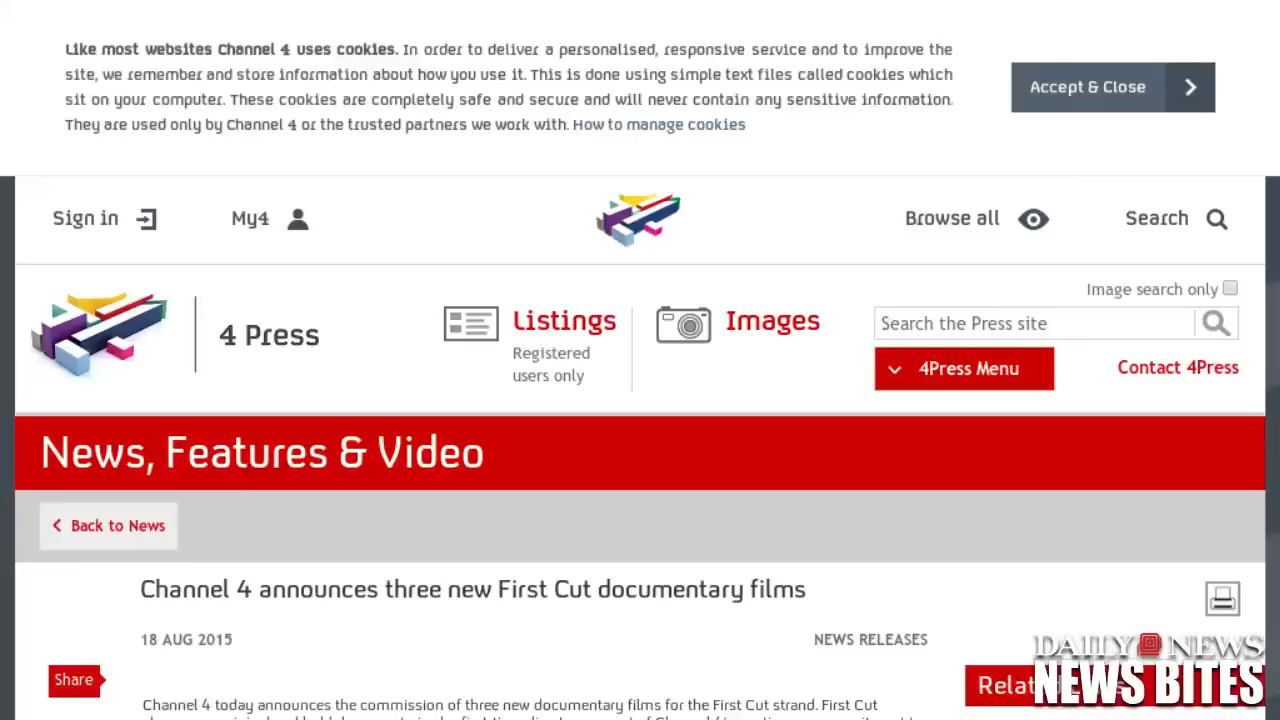 Like most websites Channel 4 uses cookies. In order to deliver a personalised, responsive service and to improve the
site, we remember and store information about how you use it. This is done using simple text files called cookies which
sit on your computer. These cookies are completely safe and secure and will never contain any sensitive information.
They are used only by Channel 4 or the trusted partners we work with. How to manage cookies
Accept & Close
Sign in
My4
Browse all
Search
Image search only
4 Press
Listings
Registered
users only
Images
Search the Press site
4Press Menu
Contact 4Press
News, Features & Video
Back to News
Channel 4 announces three new First Cut documentary films
18 AUG 2015
NEWS RELEASES
Share
Channel 4 today announces the commission of three new documentary films for the First Cut strand. First Cut
DAILY NEWS
NEWS BITES